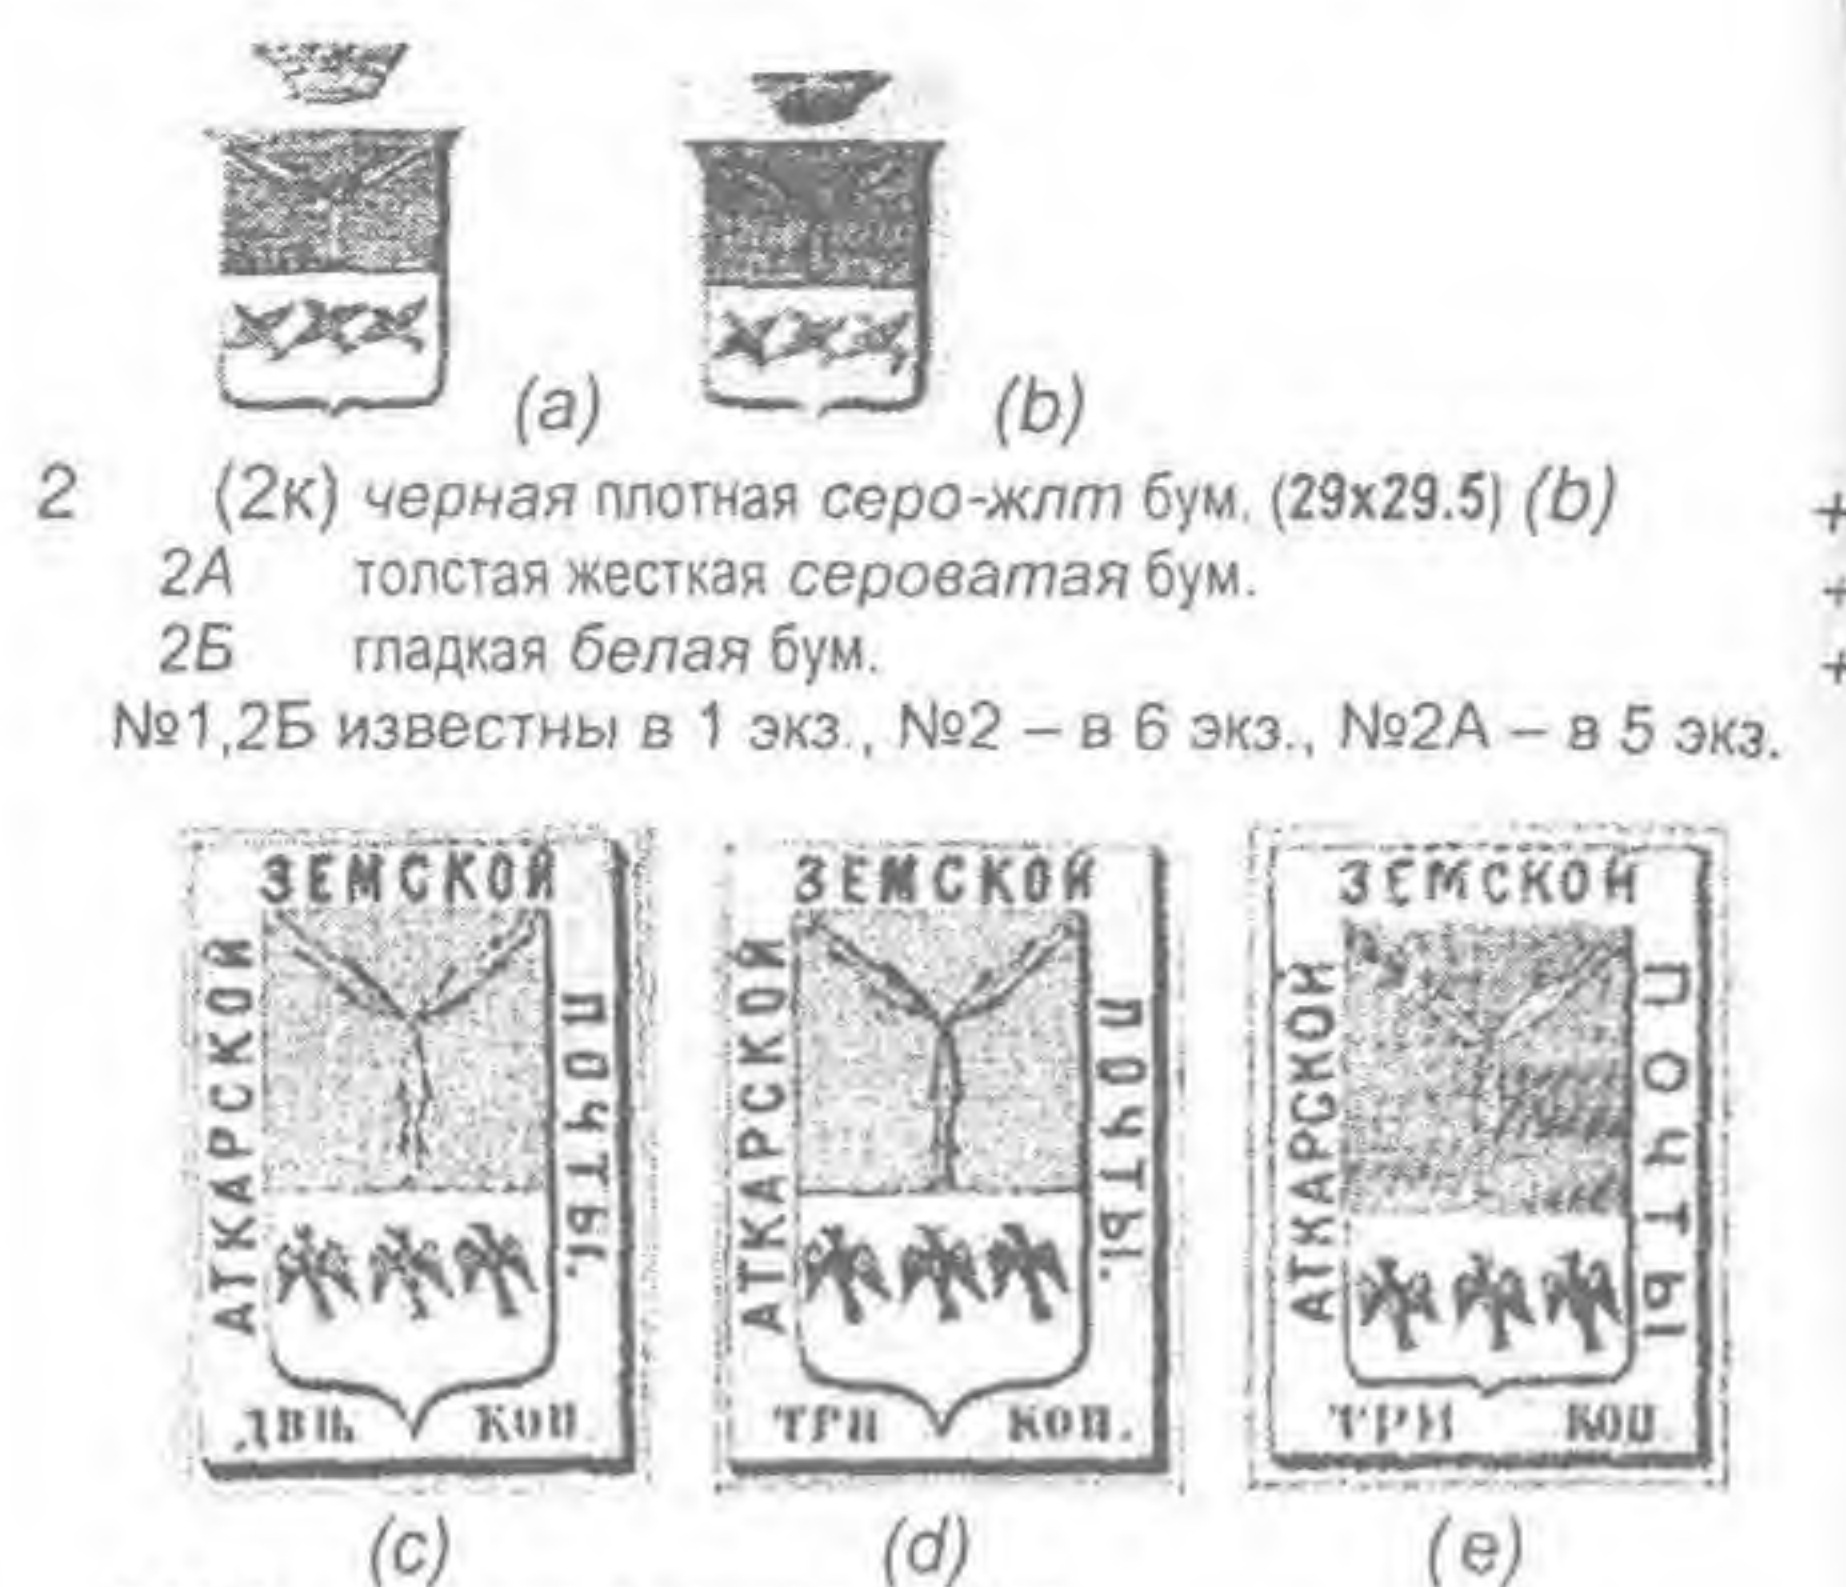 (a) (b)
2 (2к) черная плотная серо-жлт бум. (29x29.5) (b) +
2А толстая жесткая сероватая бум. +
2Б гладкая белая бум. +
№1,2Б известны в 1 экз., №2 – в 6 экз., №2А – в 5 экз.
ЗЕМСКОЙ
АТКАРСКОЙ
ПОЧТЫ.
ДВѢ КОП.
ЗЕМСКОЙ
АТКАРСКОЙ
ПОЧТЫ.
ТРИ КОП.
ЗЕМСКОЙ
АТКАРСКОЙ
ПОЧТЫ
ТРИ КОП.
(c) (d) (e)